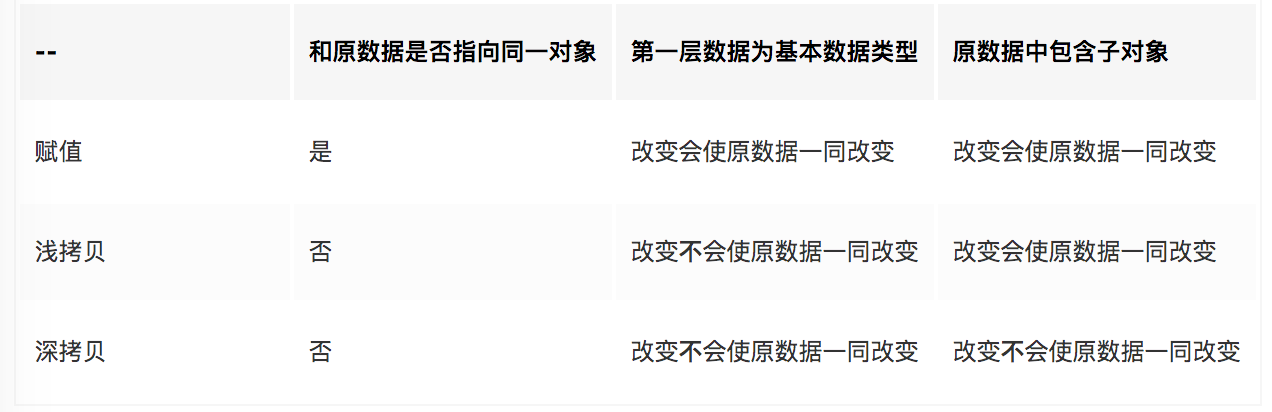 -- 和原数据是否指向同一对象 第一层数据为基本数据类型 原数据中包含子对象
赋值 是 改变会使原数据一同改变 改变会使原数据一同改变
浅拷贝 否 改变不会使原数据一同改变 改变会使原数据一同改变
深拷贝 否 改变不会使原数据一同改变 改变不会使原数据一同改变